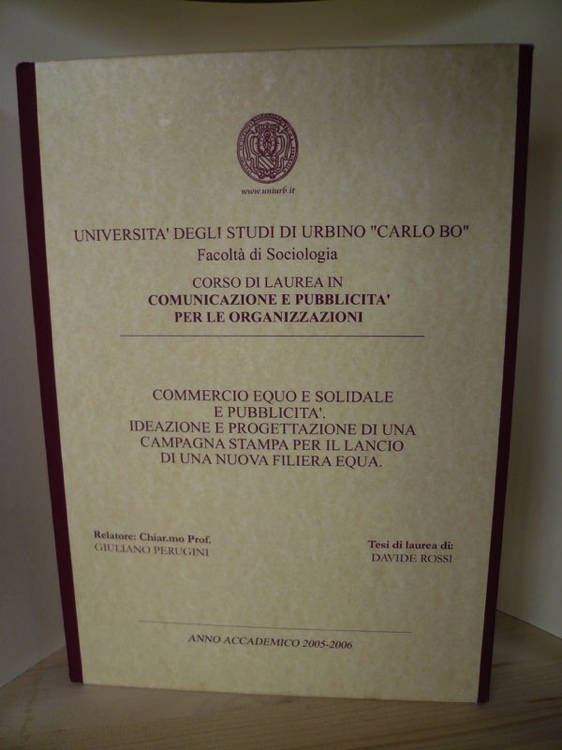 www.uniurb.it
UNIVERSITA' DEGLI STUDI DI URBINO "CARLO BO"
Facoltà di Sociologia
CORSO DI LAUREA IN
COMUNICAZIONE E PUBBLICITA'
PER LE ORGANIZZAZIONI
COMMERCIO EQUO E SOLIDALE
E PUBBLICITA'.
IDEAZIONE E PROGETTAZIONE DI UNA
CAMPAGNA STAMPA PER IL LANCIO
DI UNA NUOVA FILIERA EQUA.
Relatore: Chiar.mo Prof.
GIULIANO PERUGINI
Tesi di laurea di:
DAVIDE ROSSI
ANNO ACCADEMICO 2005-2006